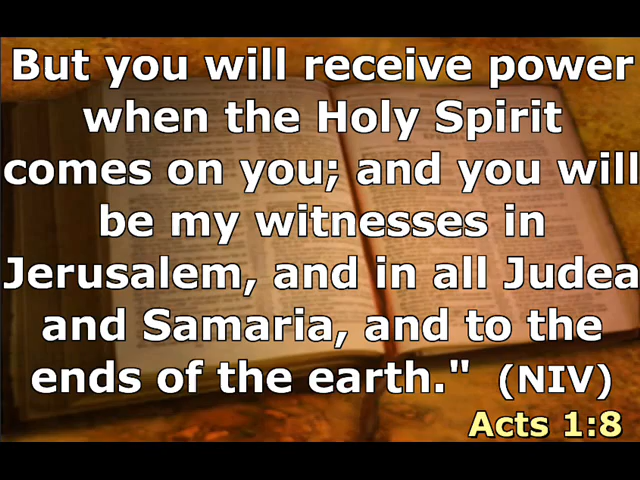 But you will receive power
when the Holy Spirit
comes on you; and you will
be my witnesses in
Jerusalem, and in all Judea
and Samaria, and to the
ends of the earth."  (NIV)
Acts 1:8